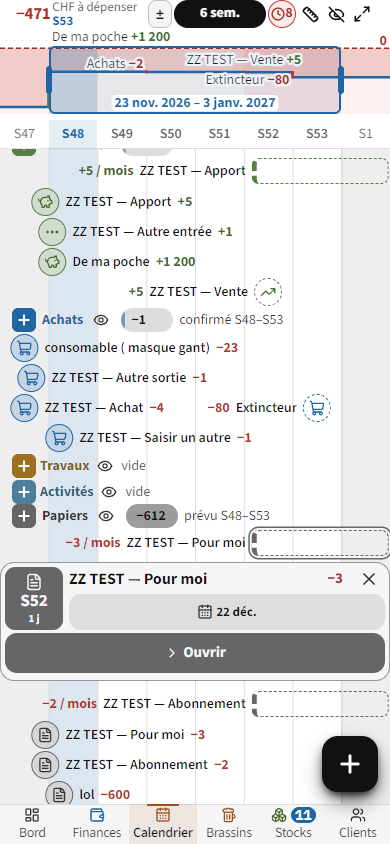 −471 CHF à dépenser
S53
De ma poche +1 200
±
6 sem.
8
0
Achats −2
ZZ TEST — Vente +5
Extincteur −80
23 nov. 2026 – 3 janv. 2027
S47 S48 S49 S50 S51 S52 S53 S1
+5 / mois ZZ TEST — Apport
ZZ TEST — Apport +5
ZZ TEST — Autre entrée +1
De ma poche +1 200
+5 ZZ TEST — Vente
Achats −1 confirmé S48–S53
consomable ( masque gant) −23
ZZ TEST — Autre sortie −1
ZZ TEST — Achat −4 −80 Extincteur
ZZ TEST — Saisir un autre −1
Travaux vide
Activités vide
Papiers −612 prévu S48–S53
−3 / mois ZZ TEST — Pour moi
S52
1 j
ZZ TEST — Pour moi −3
22 déc.
Ouvrir
−2 / mois ZZ TEST — Abonnement
ZZ TEST — Pour moi −3
ZZ TEST — Abonnement −2
lol −600
Bord Finances Calendrier Brassins Stocks 11 Clients